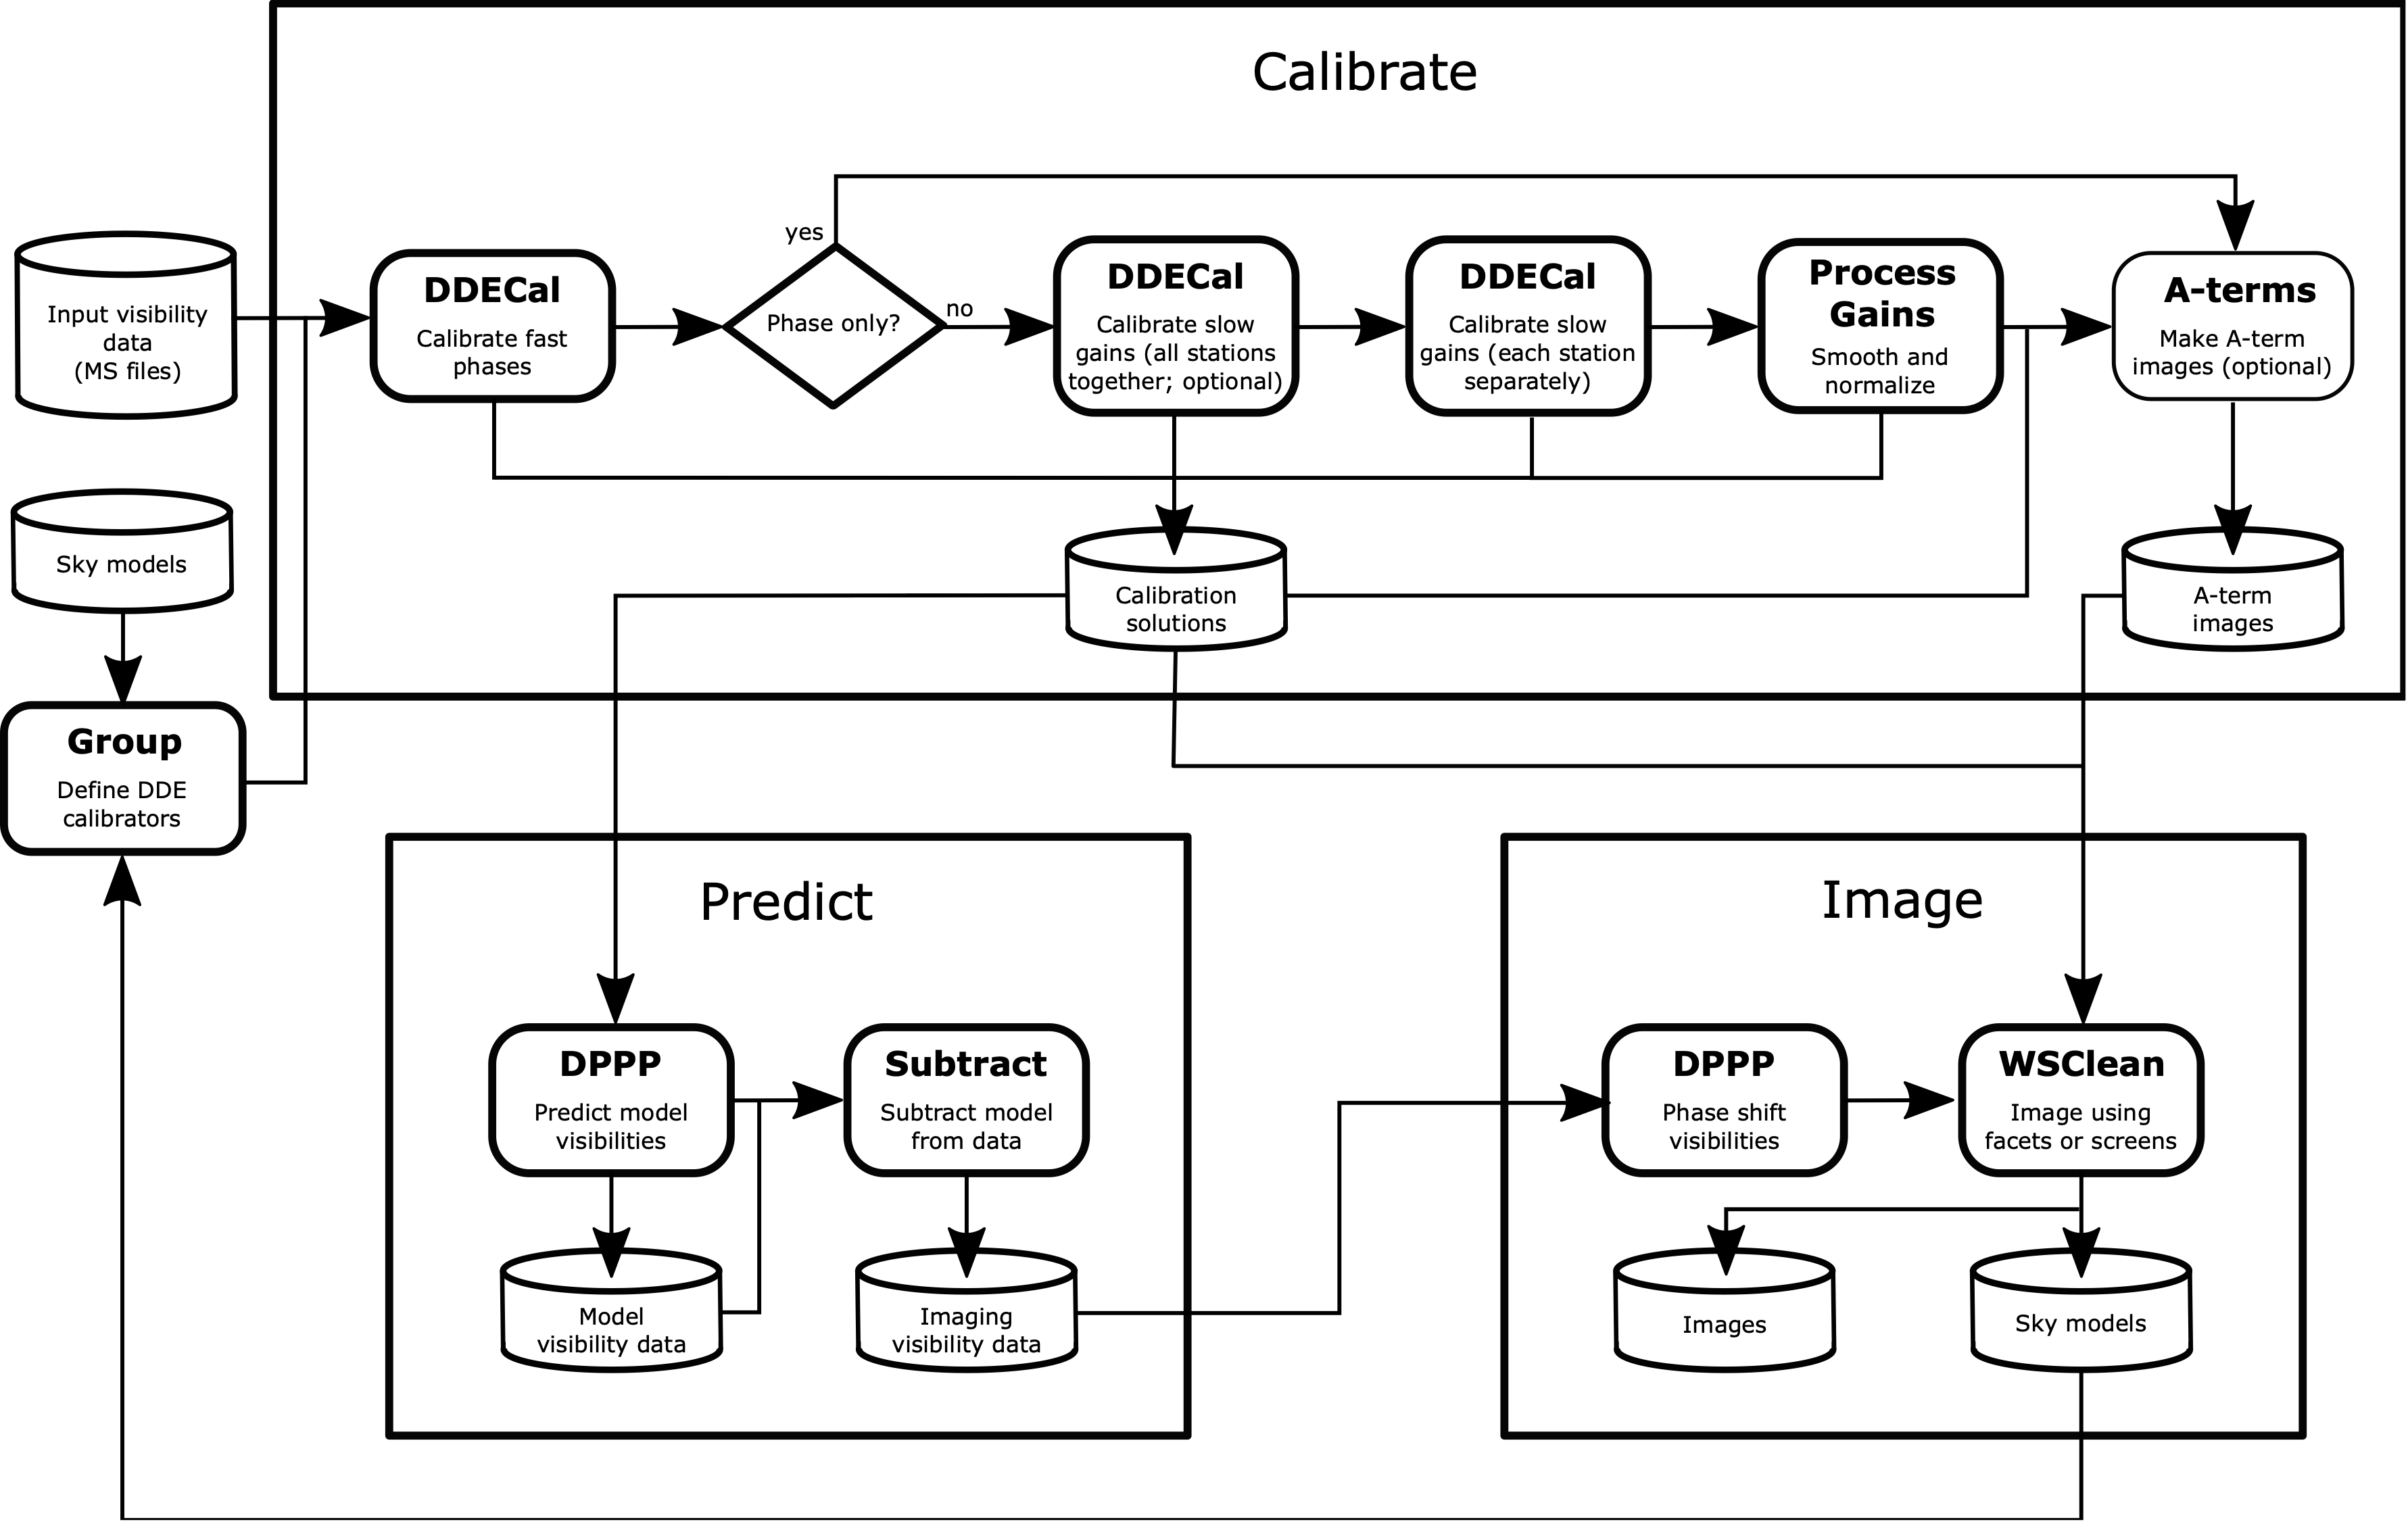 Calibrate
yes
no
Input visibility
data
(MS files)
DDECal
Calibrate fast
phases
Phase only?
DDECal
Calibrate slow
gains (all stations
together; optional)
DDECal
Calibrate slow
gains (each station
separately)
Process
Gains
Smooth and
normalize
A-terms
Make A-term
images (optional)
Sky models
Calibration
solutions
A-term
images
Group
Define DDE
calibrators
Predict
DPPP
Predict model
visibilities
Subtract
Subtract model
from data
Model
visibility data
Imaging
visibility data
Image
DPPP
Phase shift
visibilities
WSClean
Image using
facets or screens
Images
Sky models